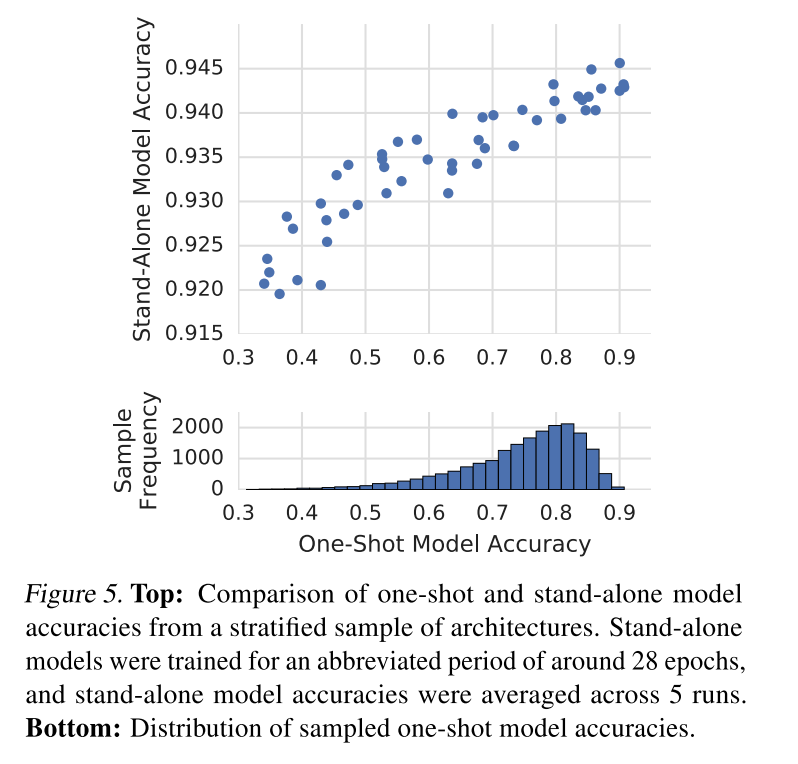 Stand-Alone Model Accuracy
0.945
0.940
0.935
0.930
0.925
0.920
0.915
0.3 0.4 0.5 0.6 0.7 0.8 0.9
Sample
Frequency
2000
1000
0
0.3 0.4 0.5 0.6 0.7 0.8 0.9
One-Shot Model Accuracy
Figure 5. Top: Comparison of one-shot and stand-alone model
accuracies from a stratified sample of architectures. Stand-alone
models were trained for an abbreviated period of around 28 epochs,
and stand-alone model accuracies were averaged across 5 runs.
Bottom: Distribution of sampled one-shot model accuracies.